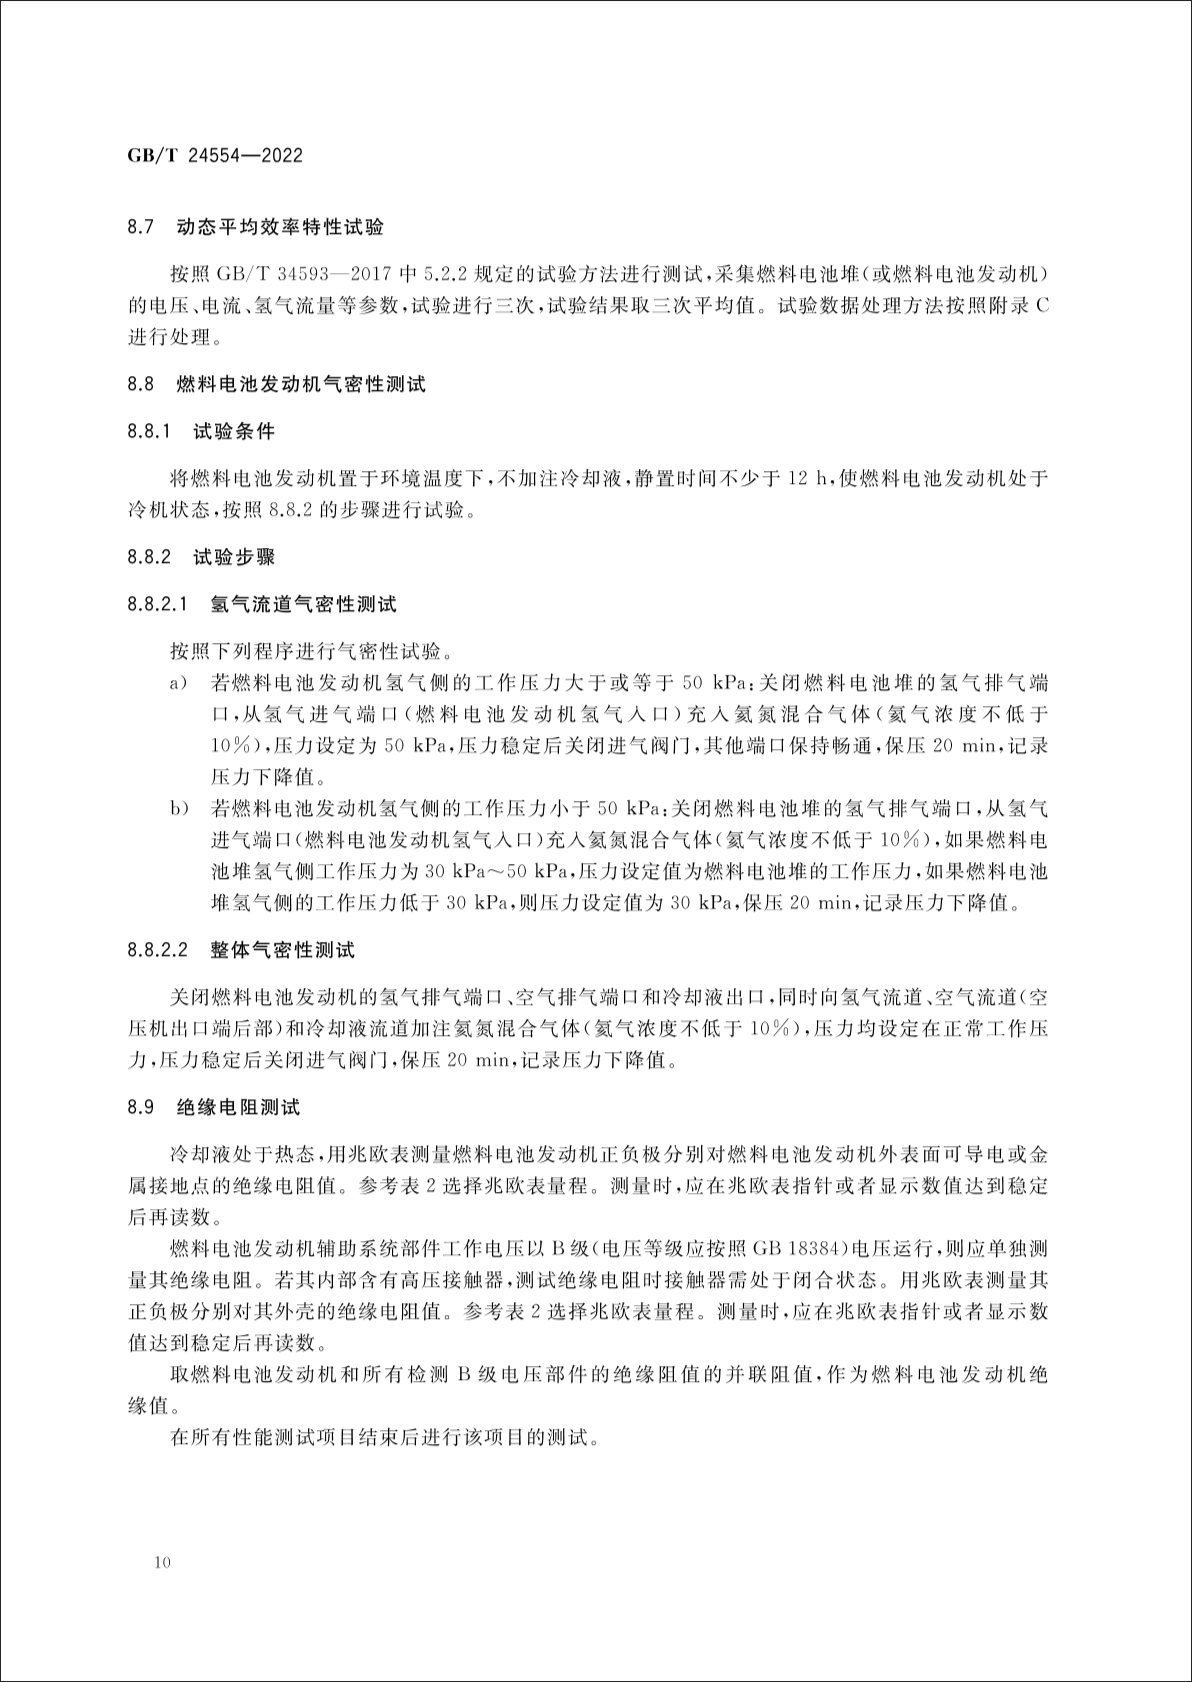 GB/T 24554—2022
8.7 动态平均效率特性试验
按照 GB/T 34593—2017 中 5.2.2 规定的试验方法进行测试,采集燃料电池堆(或燃料电池发动机)
的电压、电流、氢气流量等参数,试验进行三次,试验结果取三次平均值。试验数据处理方法按照附录 C
进行处理。
8.8 燃料电池发动机气密性测试
8.8.1 试验条件
将燃料电池发动机置于环境温度下,不加注冷却液,静置时间不少于 12 h,使燃料电池发动机处于
冷机状态,按照 8.8.2 的步骤进行试验。
8.8.2 试验步骤
8.8.2.1 氢气流道气密性测试
按照下列程序进行气密性试验。
a) 若燃料电池发动机氢气侧的工作压力大于或等于 50 kPa:关闭燃料电池堆的氢气排气端
口,从氢气进气端口(燃料电池发动机氢气入口)充入氦氮混合气体(氦气浓度不低于
10%),压力设定为 50 kPa,压力稳定后关闭进气阀门,其他端口保持畅通,保压 20 min,记录
压力下降值。
b) 若燃料电池发动机氢气侧的工作压力小于 50 kPa:关闭燃料电池堆的氢气排气端口,从氢气
进气端口(燃料电池发动机氢气入口)充入氦氮混合气体(氦气浓度不低于 10%),如果燃料电
池堆氢气侧工作压力为 30 kPa～50 kPa,压力设定值为燃料电池堆的工作压力,如果燃料电池
堆氢气侧的工作压力低于 30 kPa,则压力设定值为 30 kPa,保压 20 min,记录压力下降值。
8.8.2.2 整体气密性测试
关闭燃料电池发动机的氢气排气端口、空气排气端口和冷却液出口,同时向氢气流道、空气流道(空
压机出口端后部)和冷却液流道加注氦氮混合气体(氦气浓度不低于 10%),压力均设定在正常工作压
力,压力稳定后关闭进气阀门,保压 20 min,记录压力下降值。
8.9 绝缘电阻测试
冷却液处于热态,用兆欧表测量燃料电池发动机正负极分别对燃料电池发动机外表面可导电或金
属接地点的绝缘电阻值。参考表 2 选择兆欧表量程。测量时,应在兆欧表指针或者显示数值达到稳定
后再读数。
燃料电池发动机辅助系统部件工作电压以 B 级(电压等级应按照 GB 18384)电压运行,则应单独测
量其绝缘电阻。若其内部含有高压接触器,测试绝缘电阻时接触器需处于闭合状态。用兆欧表测量其
正负极分别对其外壳的绝缘电阻值。参考表 2 选择兆欧表量程。测量时,应在兆欧表指针或者显示数
值达到稳定后再读数。
取燃料电池发动机和所有检测 B 级电压部件的绝缘阻值的并联阻值,作为燃料电池发动机绝
缘值。
在所有性能测试项目结束后进行该项目的测试。
10